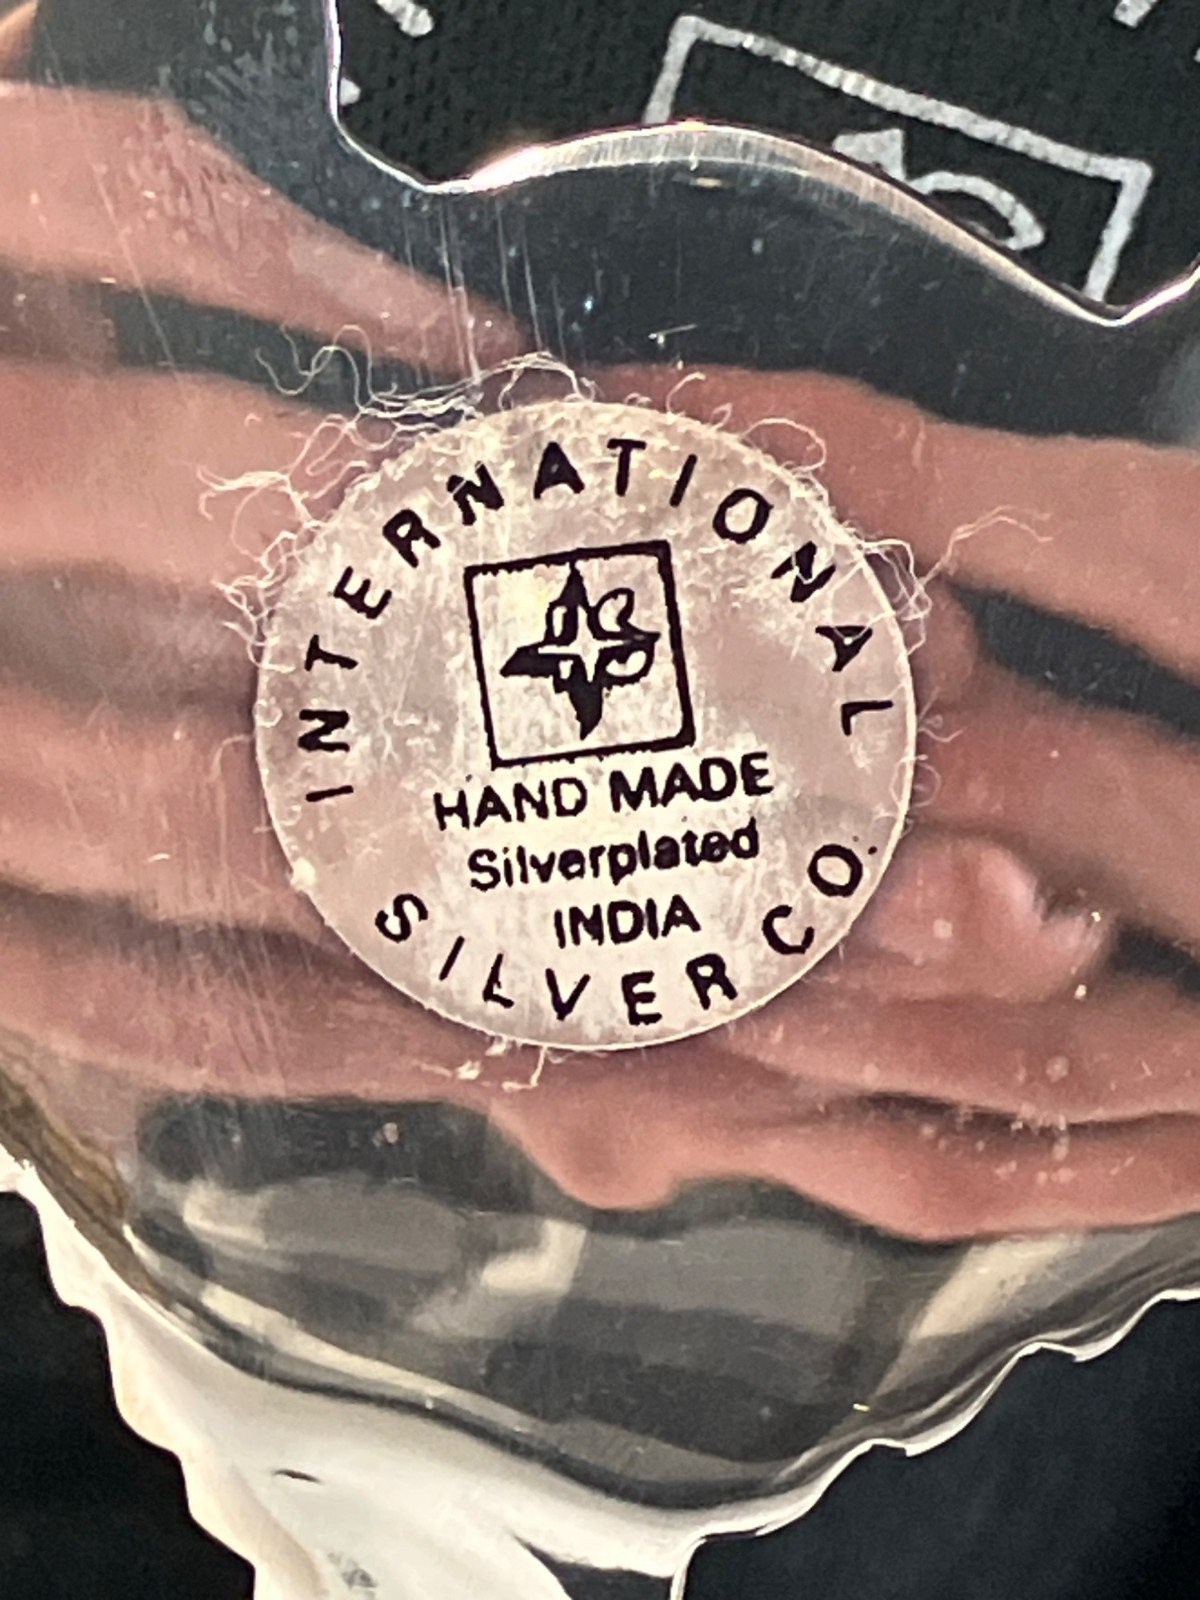 INTERNATIONAL
HAND MADE
Silverplated
INDIA
SILVER CO.